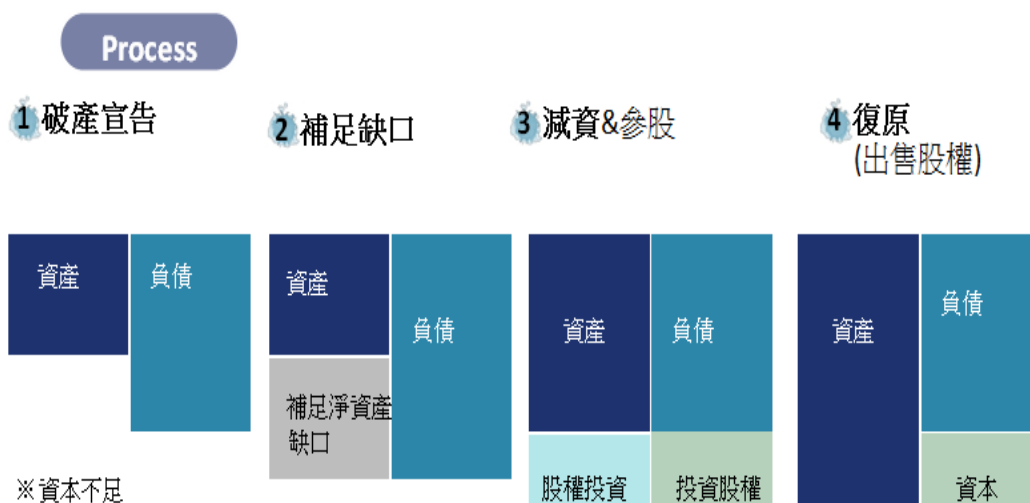 Process
1 破產宣告
2 補足缺口
3 減資&參股
4 復原
(出售股權)
資產
負債
※資本不足
資產
負債
補足淨資產
缺口
資產
負債
股權投資
投資股權
資產
負債
資本